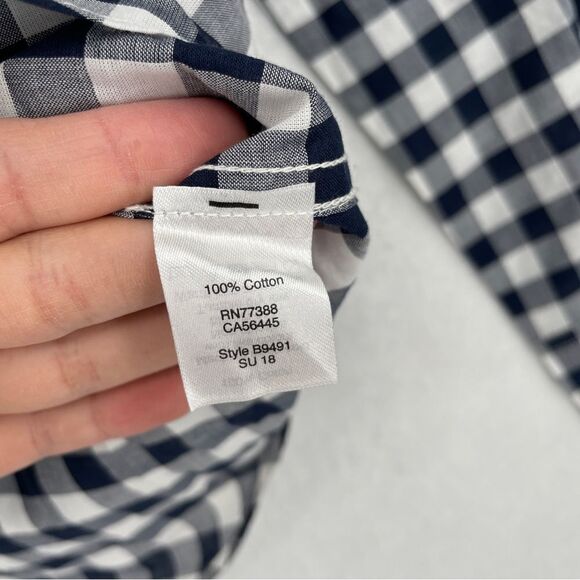 100% Cotton
RN77388
CA56445
Style B9491
SU 18